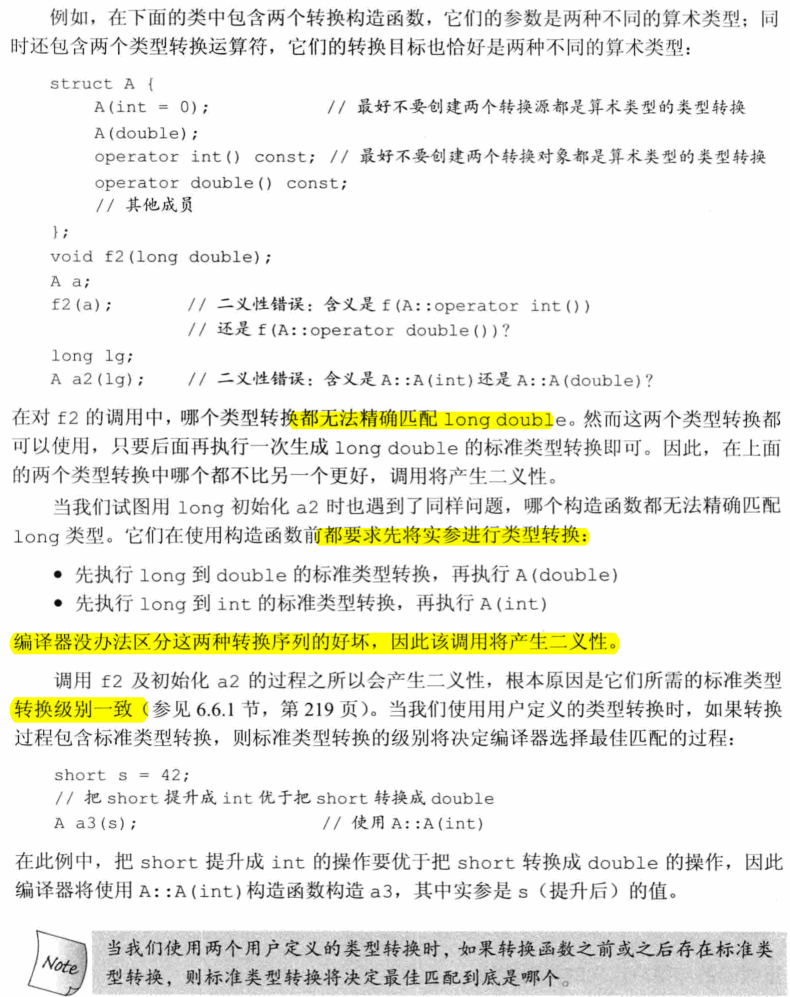 例如，在下面的类中包含两个转换构造函数，它们的参数是两种不同的算术类型；同
时还包含两个类型转换运算符，它们的转换目标也恰好是两种不同的算术类型：
struct A {
A(int = 0); // 最好不要创建两个转换源都是算术类型的类型转换
A(double);
operator int() const; // 最好不要创建两个转换对象都是算术类型的类型转换
operator double() const;
// 其他成员
};
void f2(long double);
A a;
f2(a); // 二义性错误：含义是 f(A::operator int())
// 还是 f(A::operator double())?
long lg;
A a2(lg); // 二义性错误：含义是 A::A(int)还是 A::A(double)?
在对 f2 的调用中，哪个类型转换都无法精确匹配 long double。然而这两个类型转换都
可以使用，只要后面再执行一次生成 long double 的标准类型转换即可。因此，在上面
的两个类型转换中哪个都不比另一个更好，调用将产生二义性。
当我们试图用 long 初始化 a2 时也遇到了同样问题，哪个构造函数都无法精确匹配
long 类型。它们在使用构造函数前都要求先将实参进行类型转换：
• 先执行 long 到 double 的标准类型转换，再执行 A(double)
• 先执行 long 到 int 的标准类型转换，再执行 A(int)
编译器没办法区分这两种转换序列的好坏，因此该调用将产生二义性。
调用 f2 及初始化 a2 的过程之所以会产生二义性，根本原因是它们所需的标准类型
转换级别一致（参见 6.6.1 节，第 219 页）。当我们使用用户定义的类型转换时，如果转换
过程包含标准类型转换，则标准类型转换的级别将决定编译器选择最佳匹配的过程：
short s = 42;
// 把 short 提升成 int 优于把 short 转换成 double
A a3(s); // 使用 A::A(int)
在此例中，把 short 提升成 int 的操作要优于把 short 转换成 double 的操作，因此
编译器将使用 A::A(int)构造函数构造 a3，其中实参是 s（提升后）的值。
Note
当我们使用两个用户定义的类型转换时，如果转换函数之前或之后存在标准类
型转换，则标准类型转换将决定最佳匹配到底是哪个。